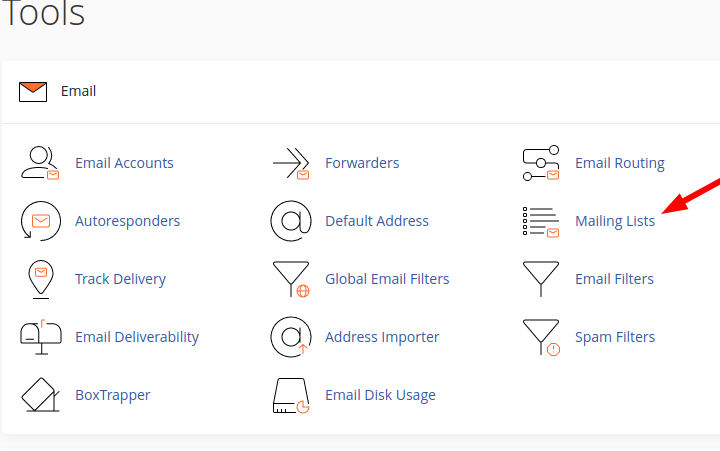 Tools
Email
Email Accounts
Forwarders
Email Routing
Autoresponders
Default Address
Mailing Lists
Track Delivery
Global Email Filters
Email Filters
Email Deliverability
Address Importer
Spam Filters
BoxTrapper
Email Disk Usage